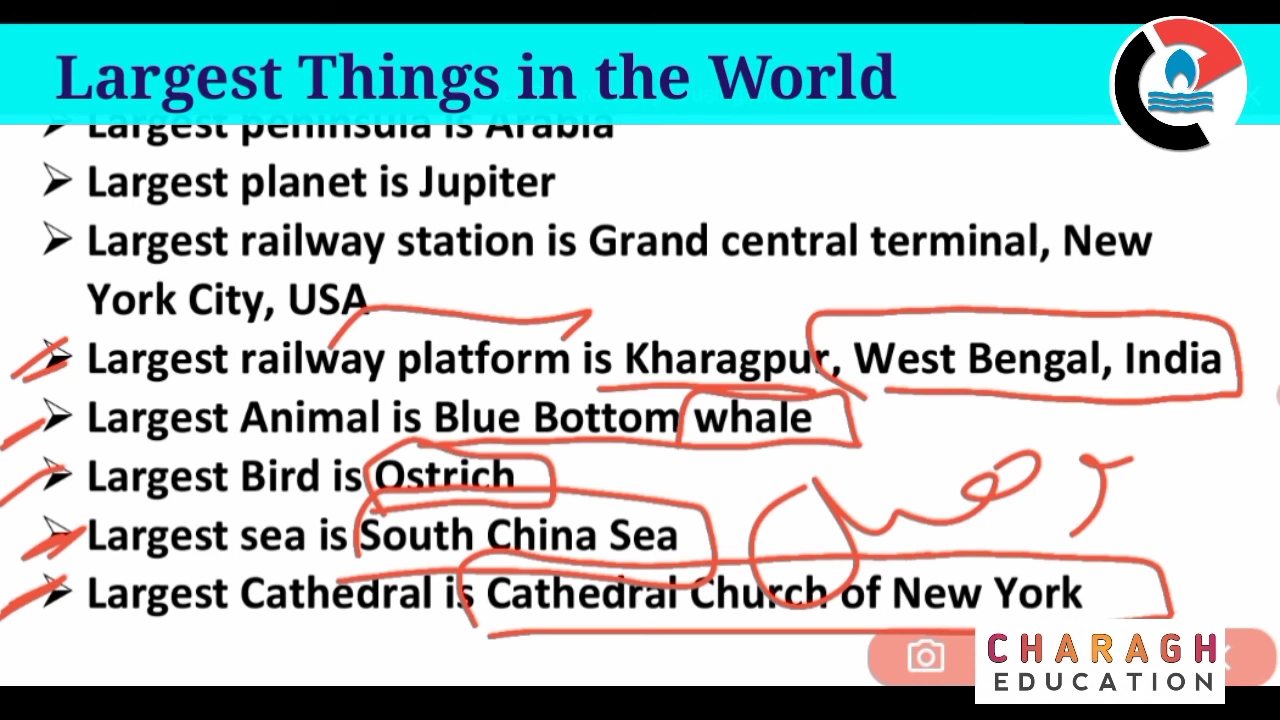 Largest Things in the World
Largest peninsula is Arabia
Largest planet is Jupiter
Largest railway station is Grand central terminal, New
York City, USA
Largest railway platform is Kharagpur, West Bengal, India
Largest Animal is Blue Bottom whale
Largest Bird is Ostrich
Largest sea is South China Sea
Largest Cathedral is Cathedral Church of New York
CHARAGH
EDUCATION